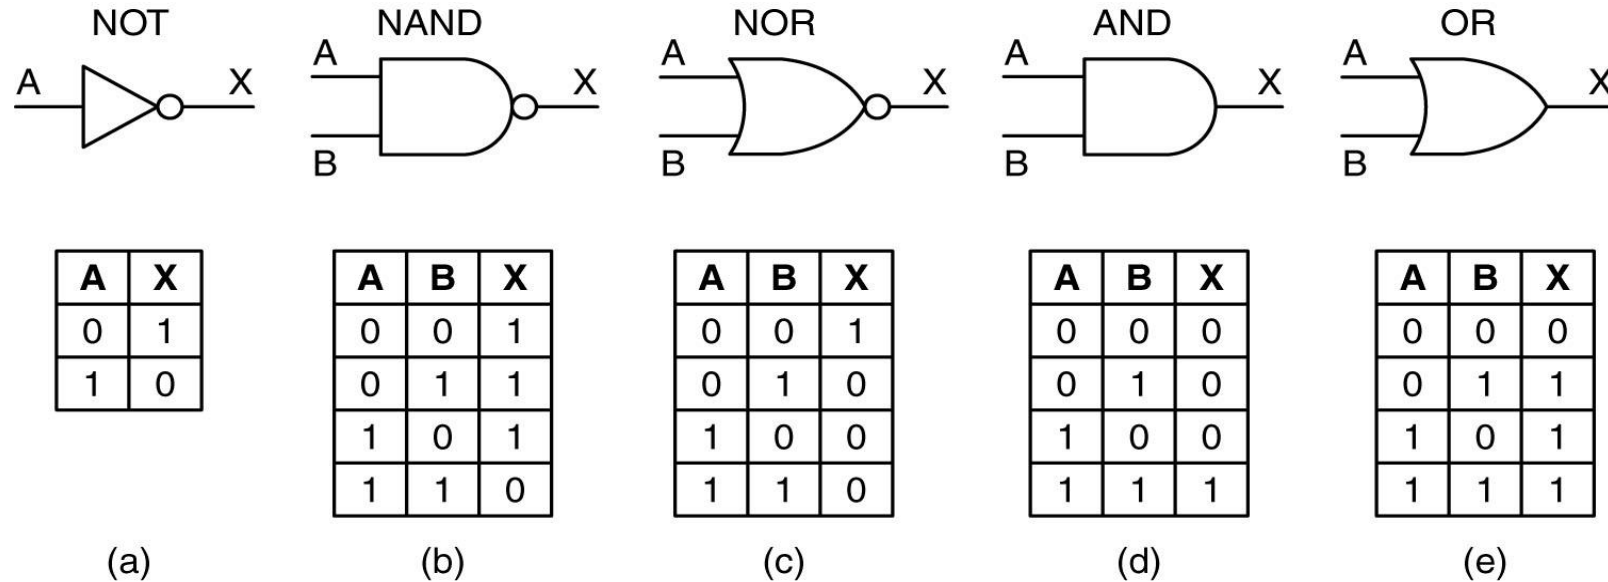 NOT NAND NOR AND OR
A X A B X A B X A B X A B X
A X A B X A B X A B X A B X
0 1 0 0 1 0 0 1 0 0 0 0 0 0
1 0 0 1 1 0 1 0 0 1 0 0 1 1
1 0 1 1 0 0 1 0 0 1 0 1
1 1 0 1 1 0 1 1 1 1 1 1
(a) (b) (c) (d) (e)